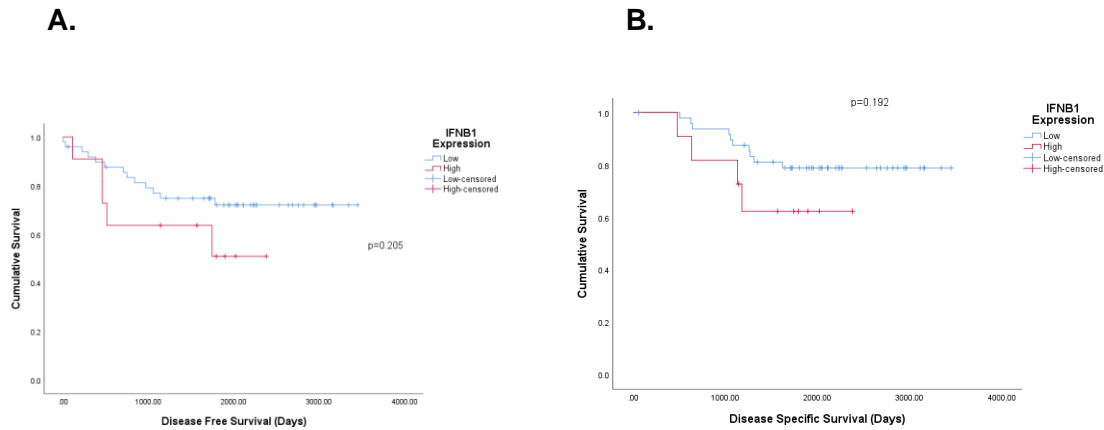 A.
B.
IFNB1
Expression
Low
High
Low-censored
High-censored
p=0.205
Cumulative Survival
1.0
0.8
0.6
0.4
0.2
0.0
.00 1000.00 2000.00 3000.00 4000.00
Disease Free Survival (Days)
p=0.192
IFNB1
Expression
Low
High
Low-censored
High-censored
Cumulative Survival
1.0
0.8
0.6
0.4
0.2
0.0
.00 1000.00 2000.00 3000.00 4000.00
Disease Specific Survival (Days)